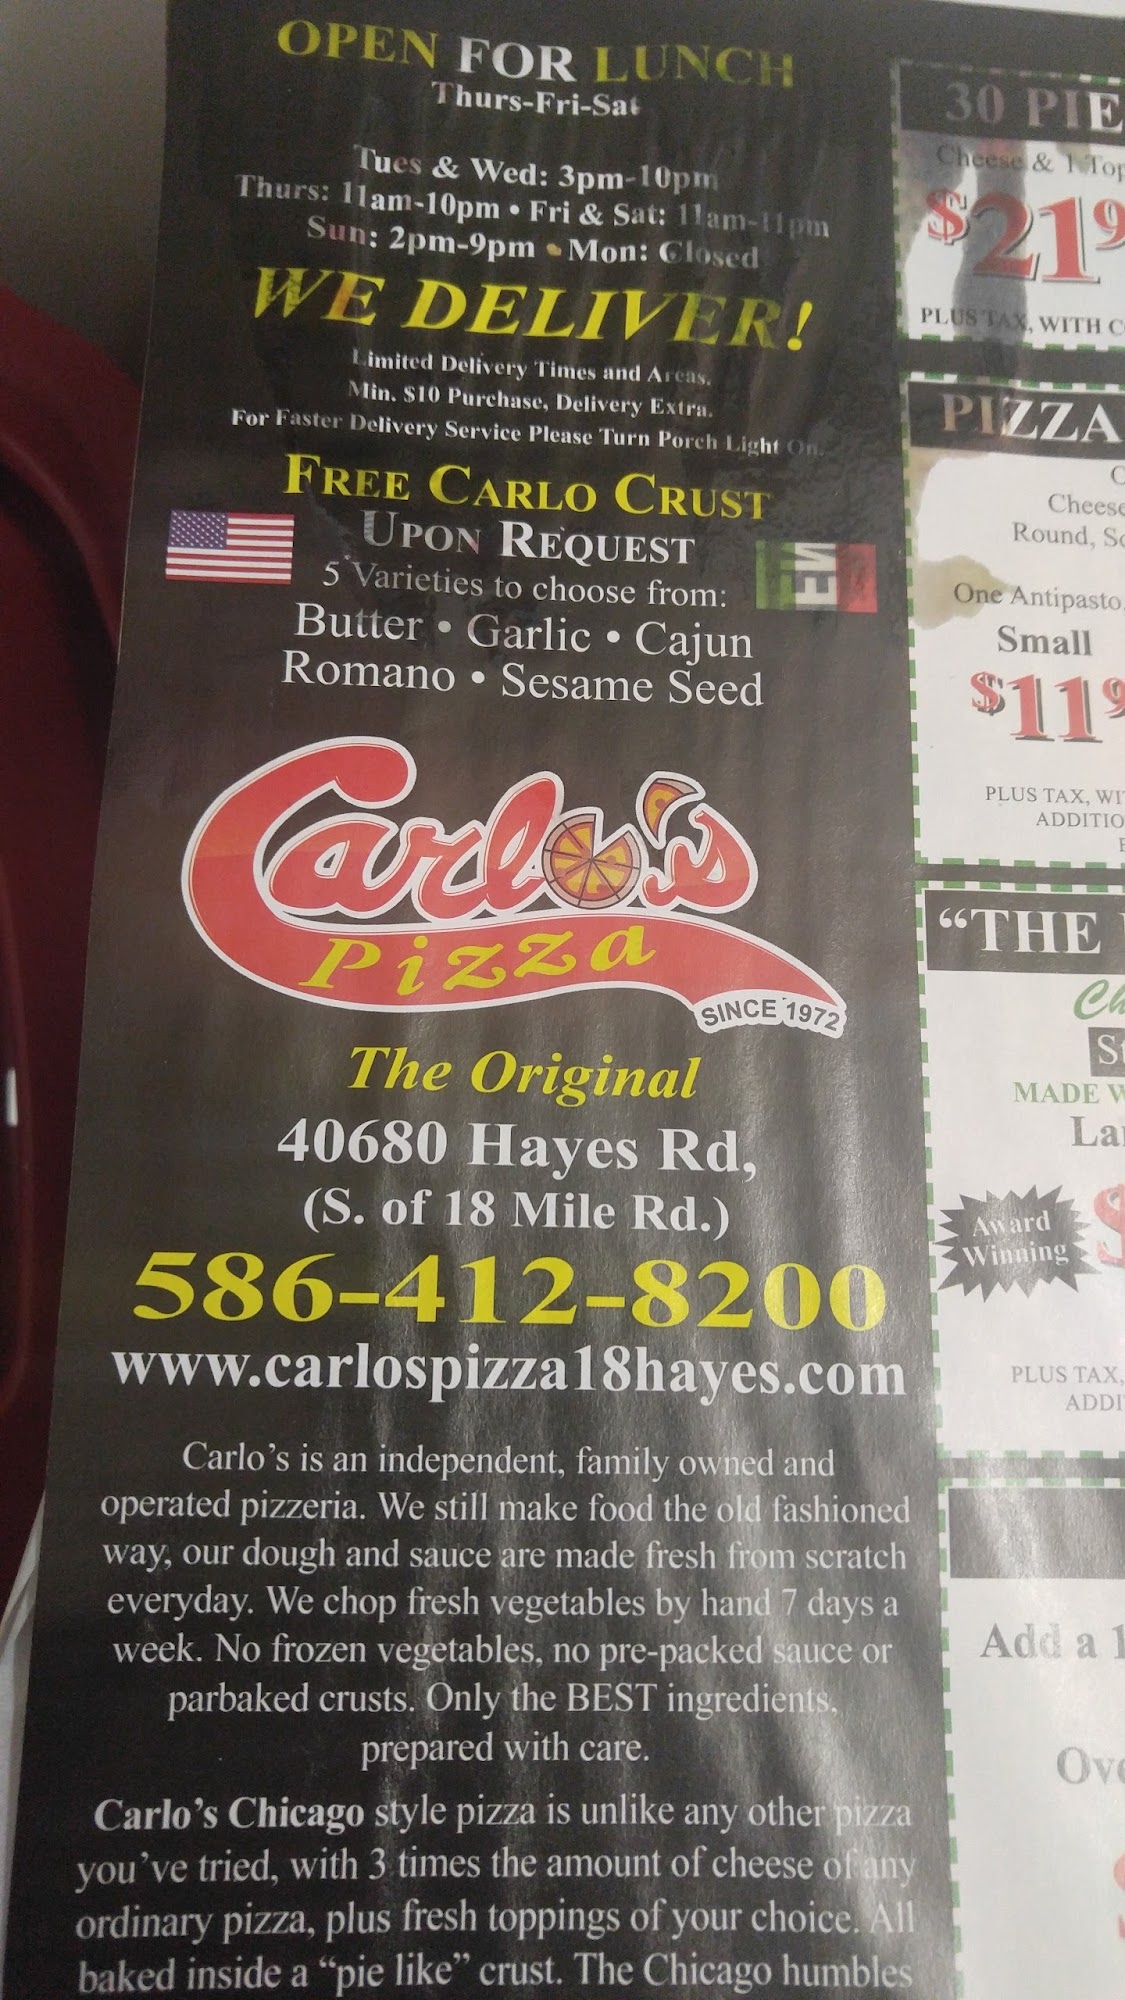 OPEN FOR LUNCH
Thurs-Fri-Sat
Tues & Wed: 3pm-10pm
Thurs: 11am-10pm • Fri & Sat: 11am-11pm
Sun: 2pm-9pm • Mon: Closed
WE DELIVER!
Limited Delivery Times and Areas.
Min. $10 Purchase, Delivery Extra.
For Faster Delivery Service Please Turn Porch Light On.
FREE CARLO CRUST
UPON REQUEST
5 Varieties to choose from:
Butter • Garlic • Cajun
Romano • Sesame Seed
Carlo's
Pizza
SINCE 1972
The Original
40680 Hayes Rd,
(S. of 18 Mile Rd.)
586-412-8200
www.carlospizza18hayes.com
Carlo's is an independent, family owned and
operated pizzeria. We still make food the old fashioned
way, our dough and sauce are made fresh from scratch
everyday. We chop fresh vegetables by hand 7 days a
week. No frozen vegetables, no pre-packed sauce or
parbaked crusts. Only the BEST ingredients,
prepared with care.
Carlo's Chicago style pizza is unlike any other pizza
you've tried, with 3 times the amount of cheese of any
ordinary pizza, plus fresh toppings of your choice. All
baked inside a "pie like" crust. The Chicago humbles
30 PIE
Cheese & 1 Top
$21 9
PLUS TAX, WITH C
PIZZA
Cheese
Round, S
One Antipasto,
Small
$11 9
PLUS TAX, WI
ADDITIO
"THE
Ch
St
MADE W
La
Award
Winning
$
PLUS TAX,
ADDI
Add a 1
Ove